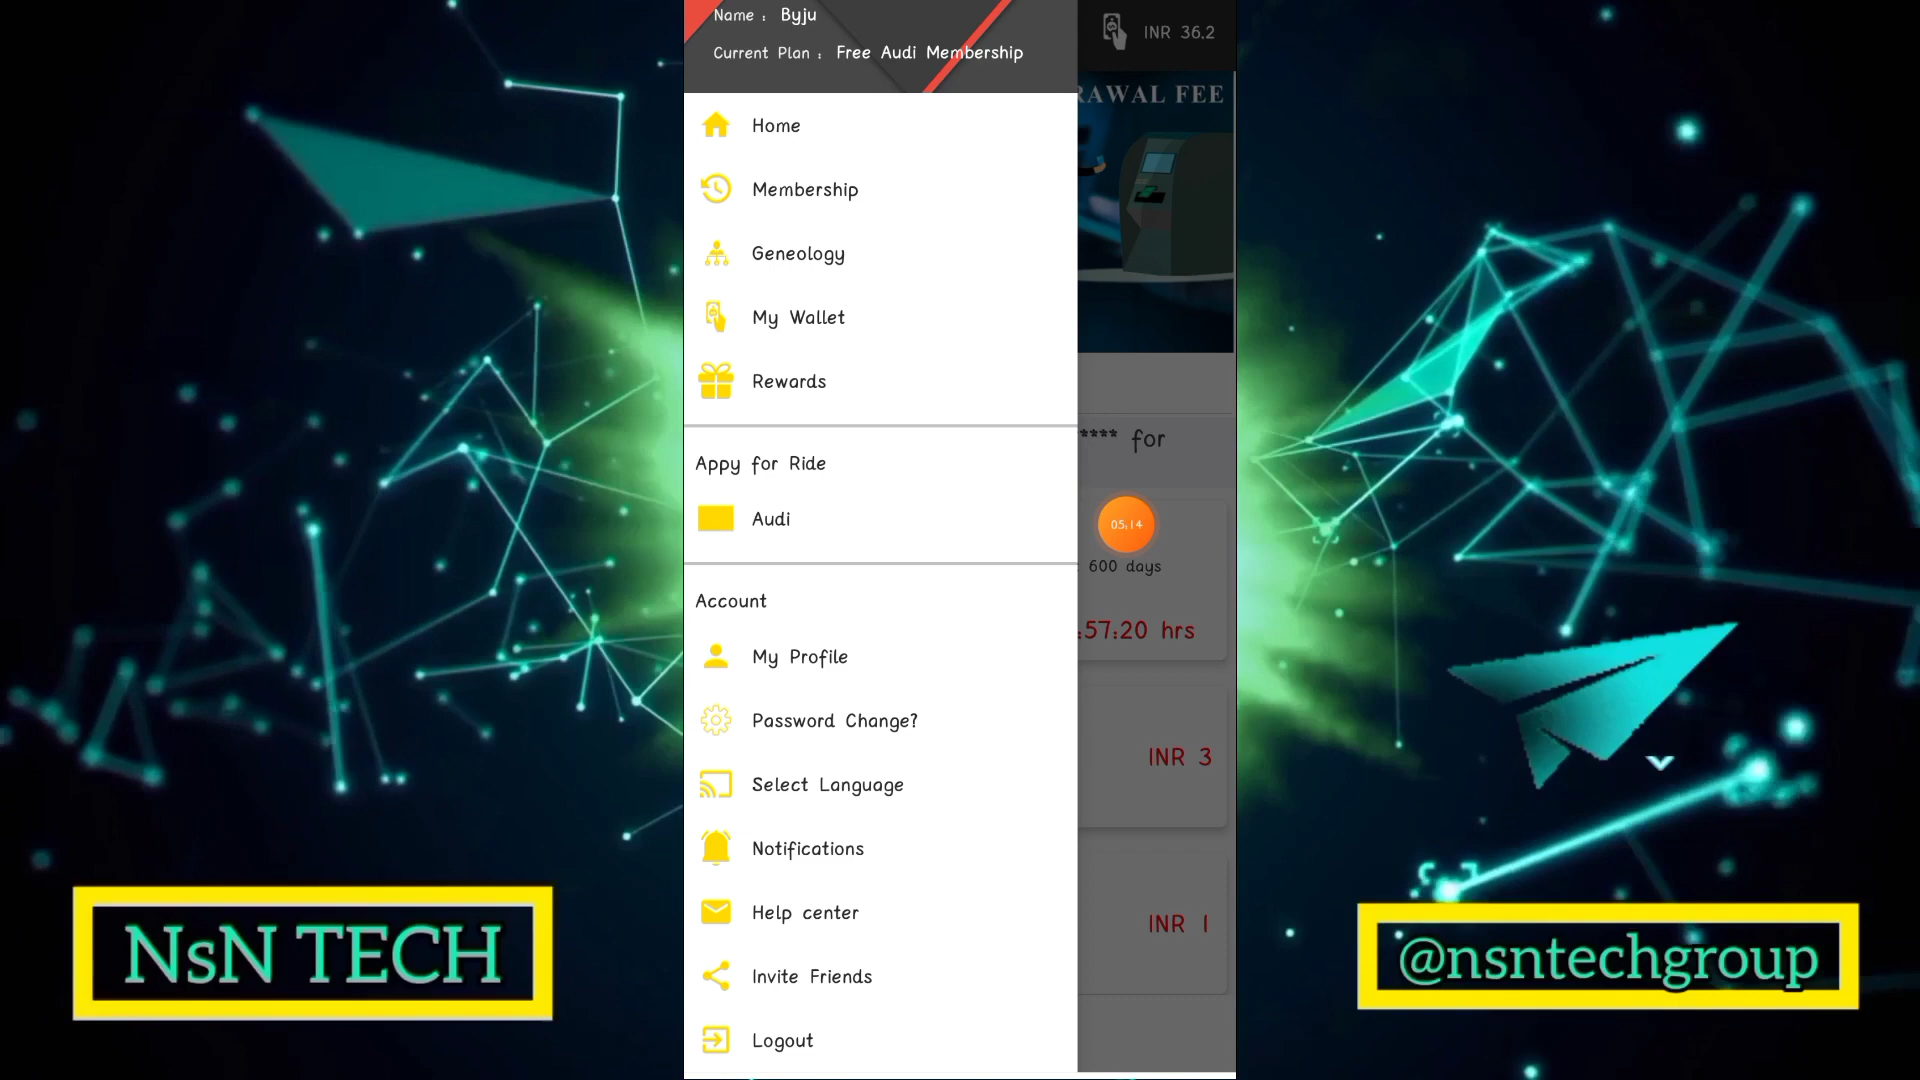 Name : Byju
Current Plan : Free Audi Membership
INR 36.2
RAWAL FEE
Home
Membership
Geneology
My Wallet
Rewards
**** for
Appy for Ride
Audi
05:14
600 days
:57:20 hrs
Account
My Profile
Password Change?
INR 3
Select Language
Notifications
Help center
INR 1
Invite Friends
Logout
NsN TECH
@nsntechgroup